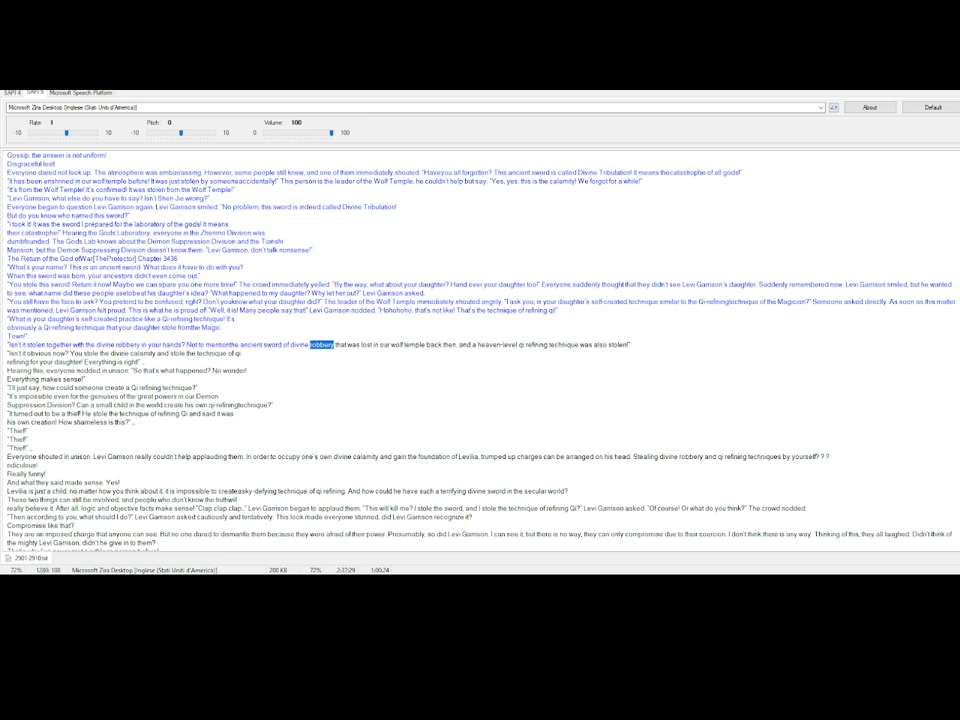 SAPI 4 SAPI 5 Microsoft Speech Platform
Microsoft Zira Desktop [Inglese (Stati Uniti d'America)]
About
Default
Rate: 1 Pitch: 0 Volume: 100
-10 10 -10 10 0 100
Gossip, the answer is not uniform!
Disgraceful lost!
Everyone dared not look up. The atmosphere was embarrassing. However, some people still knew, and one of them immediately shouted: "Haveyou all forgotten? This ancient sword is called Divine Tribulation! It means thecatastrophe of all gods!"
"It has been enshrined in our wolf temple before! It was just stolen by someoneaccidentally!" This person is the leader of the Wolf Temple, he couldn't help but say. "Yes, yes, this is the calamity! We forgot for a while!"
"It's from the Wolf Temple! It's confirmed! It was stolen from the Wolf Temple!"
"Levi Garrison, what else do you have to say? Isn't Shen Jie wrong?"
Everyone began to question Levi Garrison again. Levi Garrison smiled: "No problem, this sword is indeed called Divine Tribulation!
But do you know who named this sword?"
"I took it! It was the sword I prepared for the laboratory of the gods! It means
their catastrophe!" Hearing the Gods Laboratory, everyone in the Zhenmo Division was
dumbfounded. The Gods Lab knows about the Demon Suppression Division and the Tianshi
Mansion, but the Demon Suppressing Division doesn't know them. "Levi Garrison, don't talk nonsense!"
The Return of the God ofWar[TheProtector] Chapter 3436
"What's your name? This is an ancient sword. What does it have to do with you?
When this sword was born, your ancestors didn't even come out."
"You stole this sword! Return it now! Maybe we can spare you one more time!" The crowd immediately yelled. "By the way, what about your daughter? Hand over your daughter too!" Everyone suddenly thought that they didn't see Levi Garrison's daughter. Suddenly remembered now. Levi Garrison smiled, but he wanted
to see, what name did these people usetobeat his daughter's idea? "What happened to my daughter? Why let her out?" Levi Garrison asked.
"You still have the face to ask? You pretend to be confused, right? Don't youknow what your daughter did?" The leader of the Wolf Temple immediately shouted angrily. "I ask you, is your daughter's self-created technique similar to the Qi-refiningtechnique of the Magician?" Someone asked directly. As soon as this matter
was mentioned, Levi Garrison felt proud. This is what he is proud of! "Well, it is! Many people say that!" Levi Garrison nodded. "Hohohoho, that's not like! That's the technique of refining qi!"
"What is your daughter's self-created practice like a Qi-refining technique! It's
obviously a Qi-refining technique that your daughter stole fromthe Magic
Town!"
"Isn't it stolen together with the divine robbery in your hands? Not to mentionthe ancient sword of divine robbery that was lost in our wolf temple back then, and a heaven-level qi refining technique was also stolen!"
"Isn't it obvious now? You stole the divine calamity and stole the technique of qi
refining for your daughter! Everything is right!" ..
Hearing this, everyone nodded in unison. "So that's what happened? No wonder!
Everything makes sense!"
"I'll just say, how could someone create a Qi refining technique?"
"It's impossible even for the geniuses of the great powers in our Demon
Suppression Division? Can a small child in the world create his own qi-refiningtechnique?"
"It turned out to be a thief! He stole the technique of refining Qi and said it was
his own creation! How shameless is this?" ..
"Thief!"
"Thief!"
"Thief!" ..
Everyone shouted in unison. Levi Garrison really couldn't help applauding them. In order to occupy one's own divine calamity and gain the foundation of Levilia, trumped-up charges can be arranged on his head. Stealing divine robbery and qi refining techniques by yourself? ? ?
ridiculous!
Really funny!
And what they said made sense. Yes!
Levilia is just a child, no matter how you think about it, it is impossible to createasky-defying technique of qi refining. And how could he have such a terrifying divine sword in the secular world?
These two things can still be involved, and people who don't know the truthwill
really believe it. After all, logic and objective facts make sense! "Clap clap clap.." Levi Garrison began to applaud them. "This will kill me? I stole the sword, and I stole the technique of refining Qi?" Levi Garrison asked. "Of course! Or what do you think?" The crowd nodded.
"Then according to you, what should I do?" Levi Garrison asked cautiously and tentatively. This look made everyone stunned, did Levi Garrison recognize it?
Compromise like that?
They are an imposed charge that anyone can see. But no one dared to dismantle them because they were afraid of their power. Presumably, so did Levi Garrison. I can see it, but there is no way, they can only compromise due to their coercion. I don't think there is any way. Thinking of this, they all laughed. Didn't think of
the mighty Levi Garrison, didn't he give in to them?
2901-2910.txt
72% 1280: 108 Microsoft Zira Desktop [Inglese (Stati Uniti d'America)] 200 KB 72% 2:37:29 1:00:24